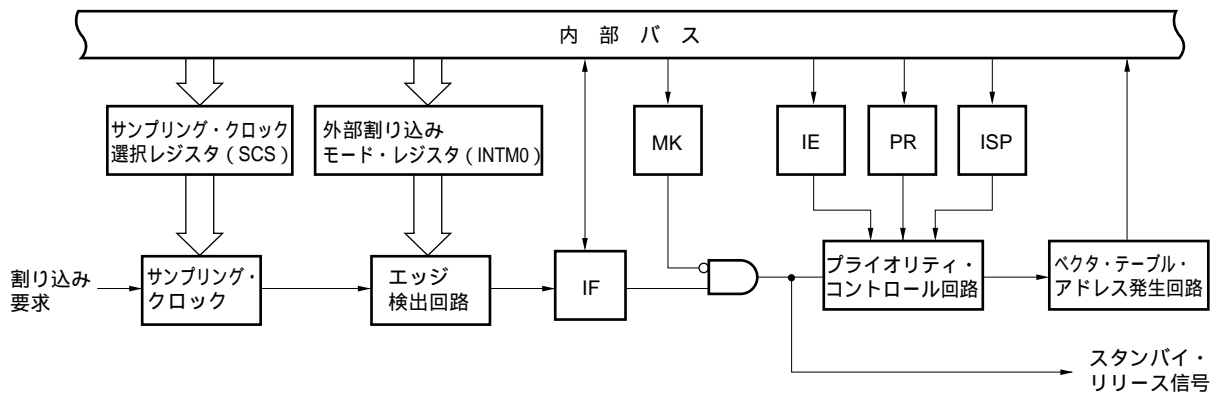 内 部 バ ス
サンプリング・クロック
選択レジスタ（SCS）
外部割り込み
モード・レジスタ（INTM0）
MK
IE
PR
ISP
割り込み
要求
サンプリング・
クロック
エッジ
検出回路
IF
プライオリティ・
コントロール回路
ベクタ・テーブル・
アドレス発生回路
スタンバイ・
リリース信号